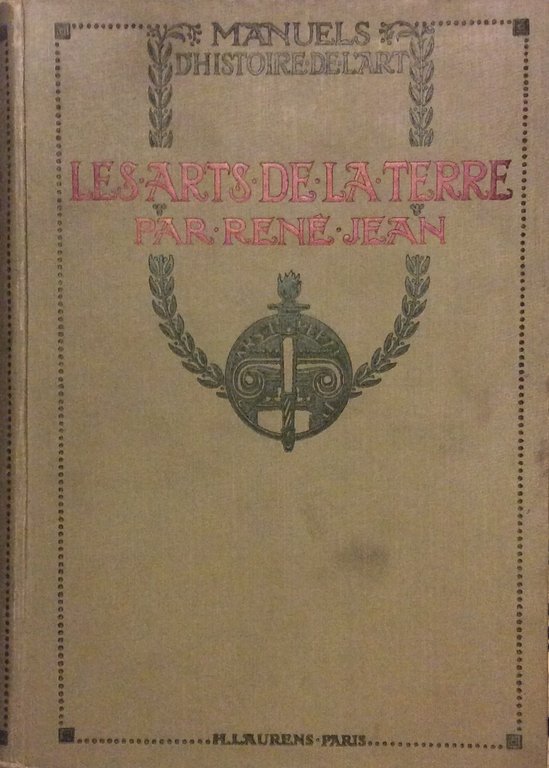 MANUELS
D'HISTOIRE·DE·L'ART
LES·ARTS·DE·LA·TERRE
PAR·RENÉ·JEAN
H.LAURENS·PARIS